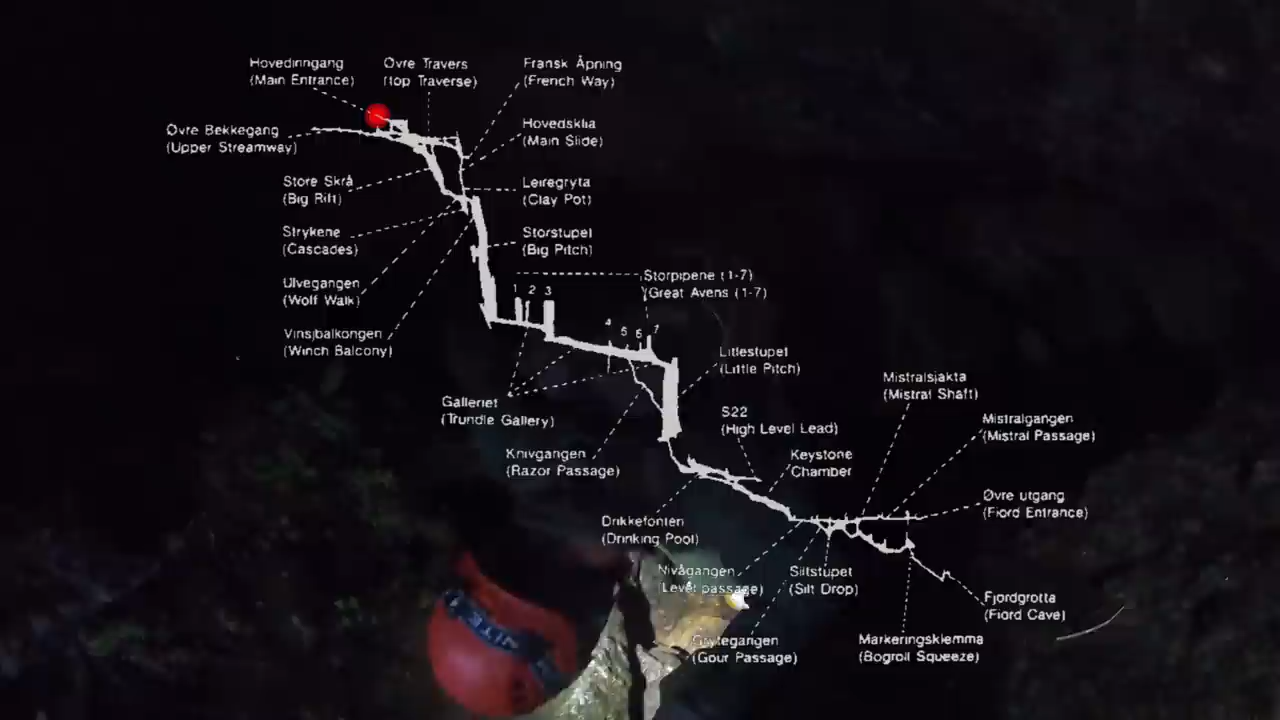 Hovedinngang
(Main Entrance)
Øvre Travers
(Top Traverse)
Fransk Åpning
(French Way)
Øvre Bekkegang
(Upper Streamway)
Hovedsklia
(Main Slide)
Store Skrå
(Big Rift)
Leiregryta
(Clay Pot)
Strykene
(Cascades)
Storstupet
(Big Pitch)
Ulvegangen
(Wolf Walk)
Storpipene (1-7)
(Great Avens (1-7)
1 2 3
4 5 6 7
Vinsjbalkongen
(Winch Balcony)
Litlestupet
(Little Pitch)
Galleriet
(Trundle Gallery)
Mistralsjakta
(Mistral Shaft)
S22
(High Level Lead)
Mistralgangen
(Mistral Passage)
Knivgangen
(Razor Passage)
Keystone
Chamber
Øvre utgang
(Fiord Entrance)
Drikkefonten
(Drinking Pool)
Nivågangen
(Level passage)
Siltstupet
(Silt Drop)
Fjordgrotta
(Fiord Cave)
Grytegangen
(Gour Passage)
Markeringsklemma
(Bogroll Squeeze)